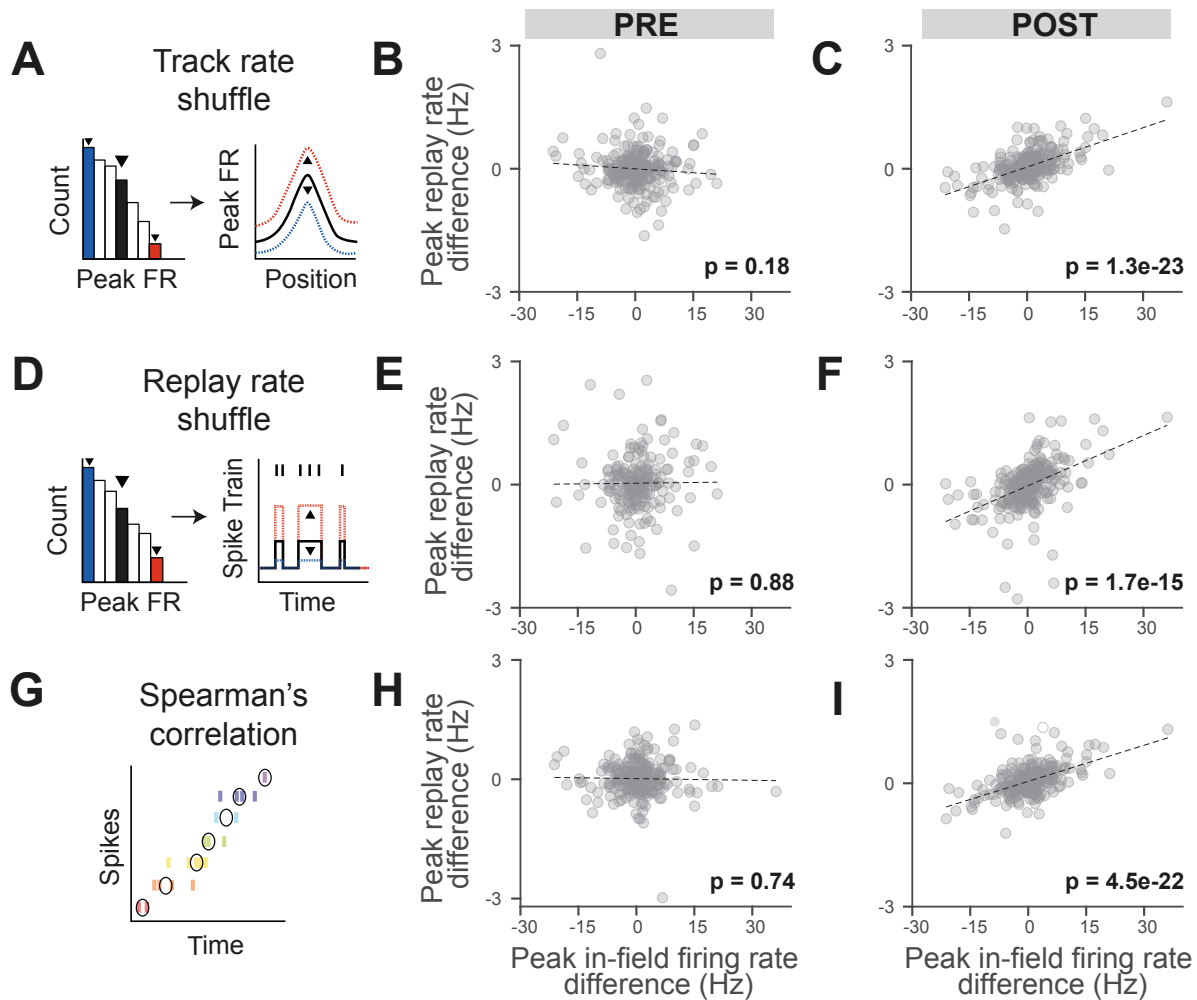 PRE
POST
A
Track rate
shuffle
Count
Peak FR
Peak FR
Position
B
Peak replay rate
difference (Hz)
3
0
-3
-30
-15
0
15
30
p = 0.18
C
3
0
-3
-30
-15
0
15
30
p = 1.3e-23
D
Replay rate
shuffle
Count
Peak FR
Spike Train
Time
E
Peak replay rate
difference (Hz)
3
0
-3
-30
-15
0
15
30
p = 0.88
F
3
0
-3
-30
-15
0
15
30
p = 1.7e-15
G
Spearman's
correlation
Spikes
Time
H
Peak replay rate
difference (Hz)
3
0
-3
-30
-15
0
15
30
p = 0.74
Peak in-field firing rate
difference (Hz)
I
3
0
-3
-30
-15
0
15
30
p = 4.5e-22
Peak in-field firing rate
difference (Hz)